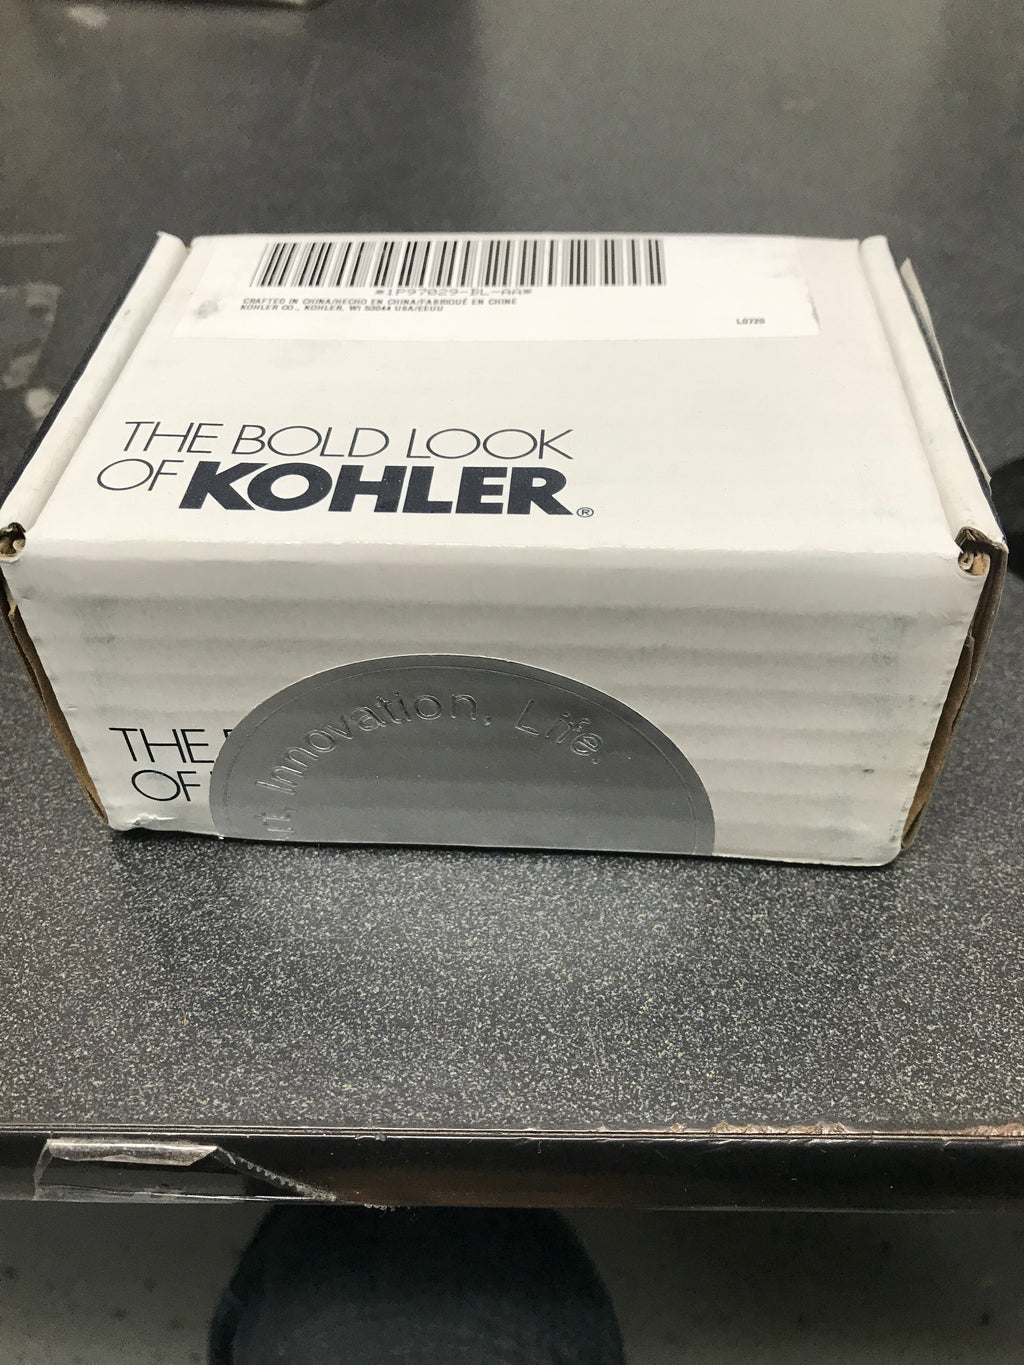 *1P97029-BL-AA*
CRAFTED IN CHINA/HECHO EN CHINA/FABRIQUÉ EN CHINE
KOHLER CO., KOHLER, WI 53044 USA/EEUU
L0720
THE BOLD LOOK
OF KOHLER®
Innovation. Life.
THE
OF